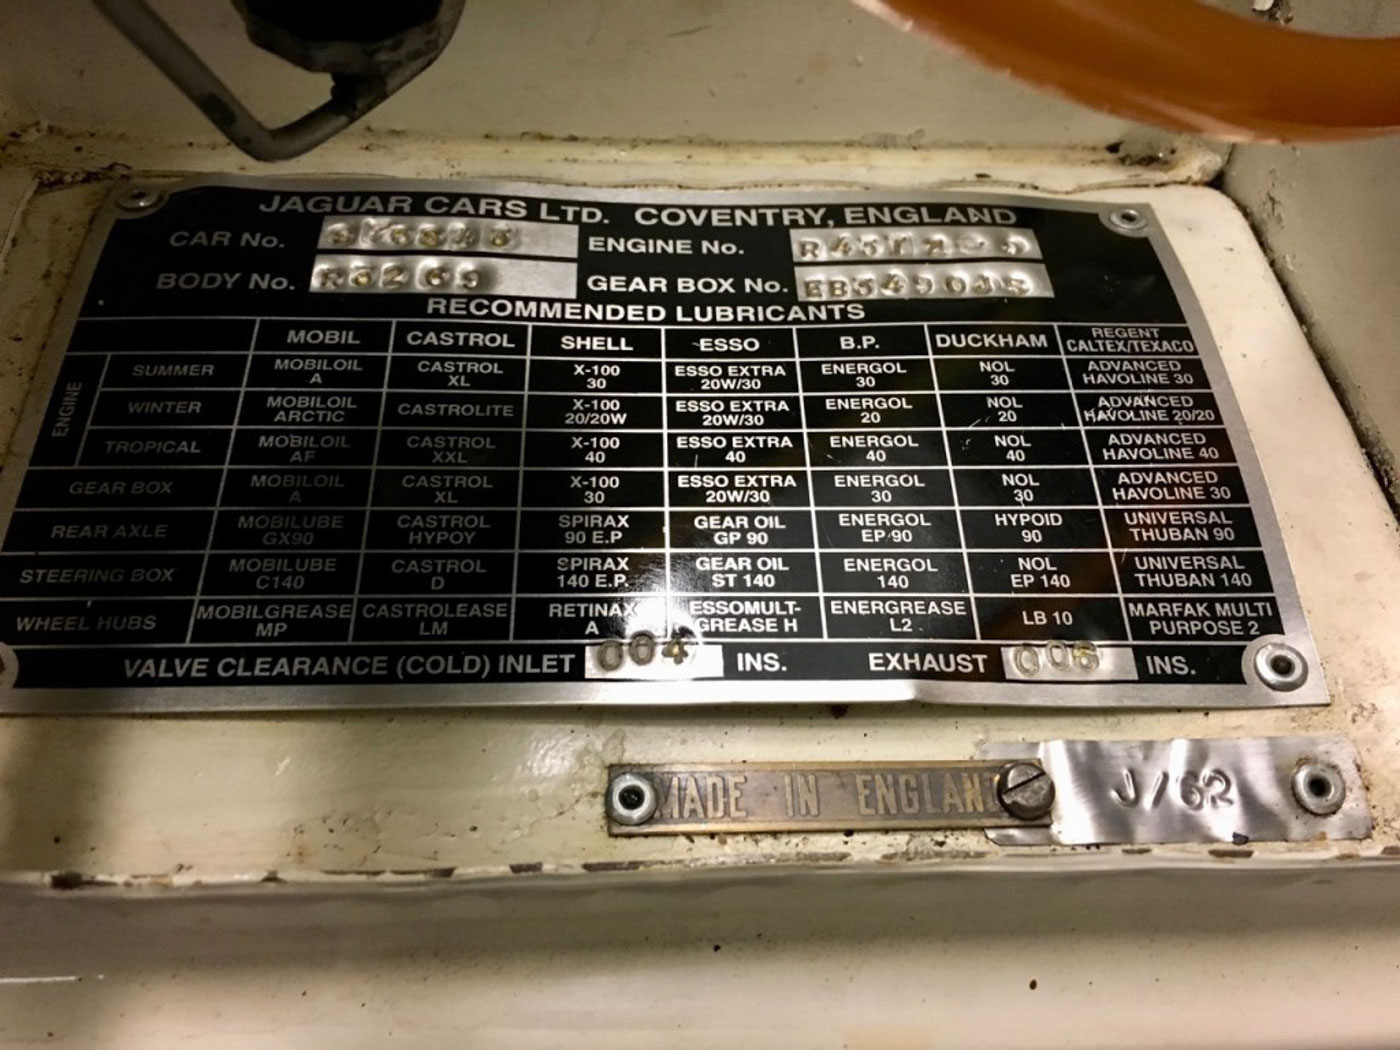 JAGUAR CARS LTD. COVENTRY, ENGLAND
CAR No. ENGINE No.
BODY No. R5269 GEAR BOX No.
RECOMMENDED LUBRICANTS
MOBIL CASTROL SHELL ESSO B.P. DUCKHAM REGENT CALTEX/TEXACO
ENGINE
SUMMER MOBILOIL A CASTROL XL X-100 30 ESSO EXTRA 20W/30 ENERGOL 30 NOL 30 ADVANCED HAVOLINE 30
WINTER MOBILOIL ARCTIC CASTROLITE X-100 20/20W ESSO EXTRA 20W/30 ENERGOL 20 NOL 20 ADVANCED HAVOLINE 20/20
TROPICAL MOBILOIL AF CASTROL XXL X-100 40 ESSO EXTRA 40 ENERGOL 40 NOL 40 ADVANCED HAVOLINE 40
GEAR BOX MOBILOIL A CASTROL XL X-100 30 ESSO EXTRA 20W/30 ENERGOL 30 NOL 30 ADVANCED HAVOLINE 30
REAR AXLE MOBILUBE GX90 CASTROL HYPOY SPIRAX 90 E.P GEAR OIL GP 90 ENERGOL EP 90 HYPOID 90 UNIVERSAL THUBAN 90
STEERING BOX MOBILUBE C140 CASTROL D SPIRAX 140 E.P. GEAR OIL ST 140 ENERGOL 140 NOL EP 140 UNIVERSAL THUBAN 140
WHEEL HUBS MOBILGREASE MP CASTROLEASE LM RETINAX A ESSOMULT-GREASE H ENERGREASE L2. LB 10 MARFAK MULTI PURPOSE 2
VALVE CLEARANCE (COLD) INLET 004 INS. EXHAUST 006 INS.
MADE IN ENGLAND J/62